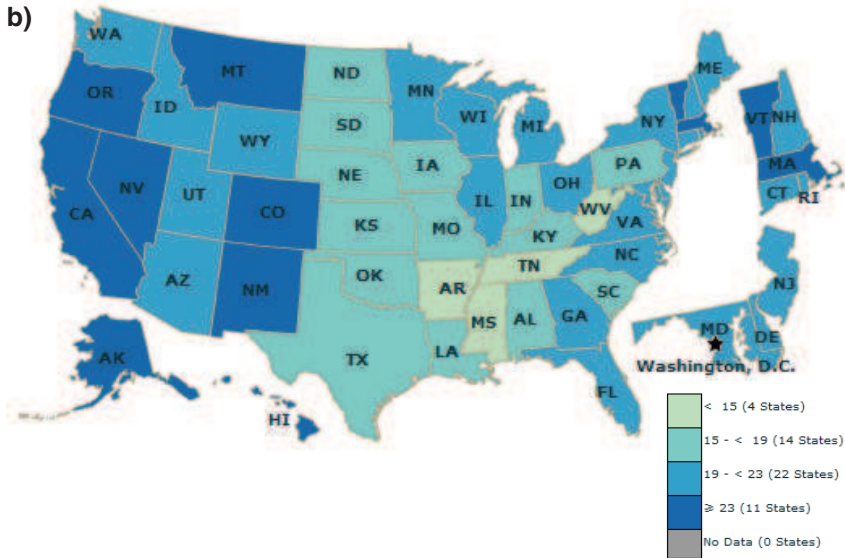 b)
WA
ME
MT
ND
OR
MN
VT
NH
ID
WI
NY
SD
MI
WY
MA
IA
PA
NE
CT
RI
NV
OH
UT
IL
IN
CA
CO
WV
VA
KS
MO
KY
NC
NJ
AZ
OK
TN
NM
AR
SC
MD
DE
MS
AL
GA
AK
TX
LA
Washington, D.C.
FL
HI
< 15 (4 States)
15 - < 19 (14 States)
19 - < 23 (22 States)
⩾ 23 (11 States)
No Data (0 States)